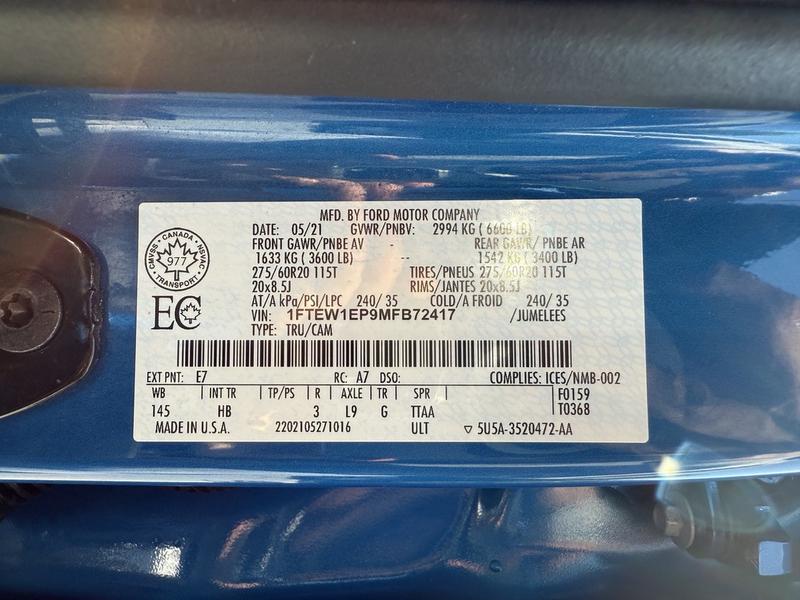 MFD. BY FORD MOTOR COMPANY
DATE: 05/21 GVWR/PNBV: 2994 KG ( 6600 LB)
FRONT GAWR/PNBE AV - REAR GAWR/ PNBE AR
1633 KG ( 3600 LB) -- 1542 KG ( 3400 LB)
275/60R20 115T TIRES/PNEUS 275/60R20 115T
20x8.5J RIMS/JANTES 20x8.5J
AT/A kPa/PSI/LPC 240/ 35 COLD/A FROID 240/ 35
VIN: 1FTEW1EP9MFB72417 /JUMELEES
TYPE: TRU/CAM
CMVSS • CANADA • NSVAC
977
TRANSPORT
EC
EXT PNT: E7 RC: A7 DSO: COMPLIES: ICES/NMB-002
WB INT TR TP/PS R AXLE TR SPR F0159
145 HB 3 L9 G TTAA T0368
MADE IN U.S.A. 2202105271016 ULT ▽ 5U5A-3520472-AA